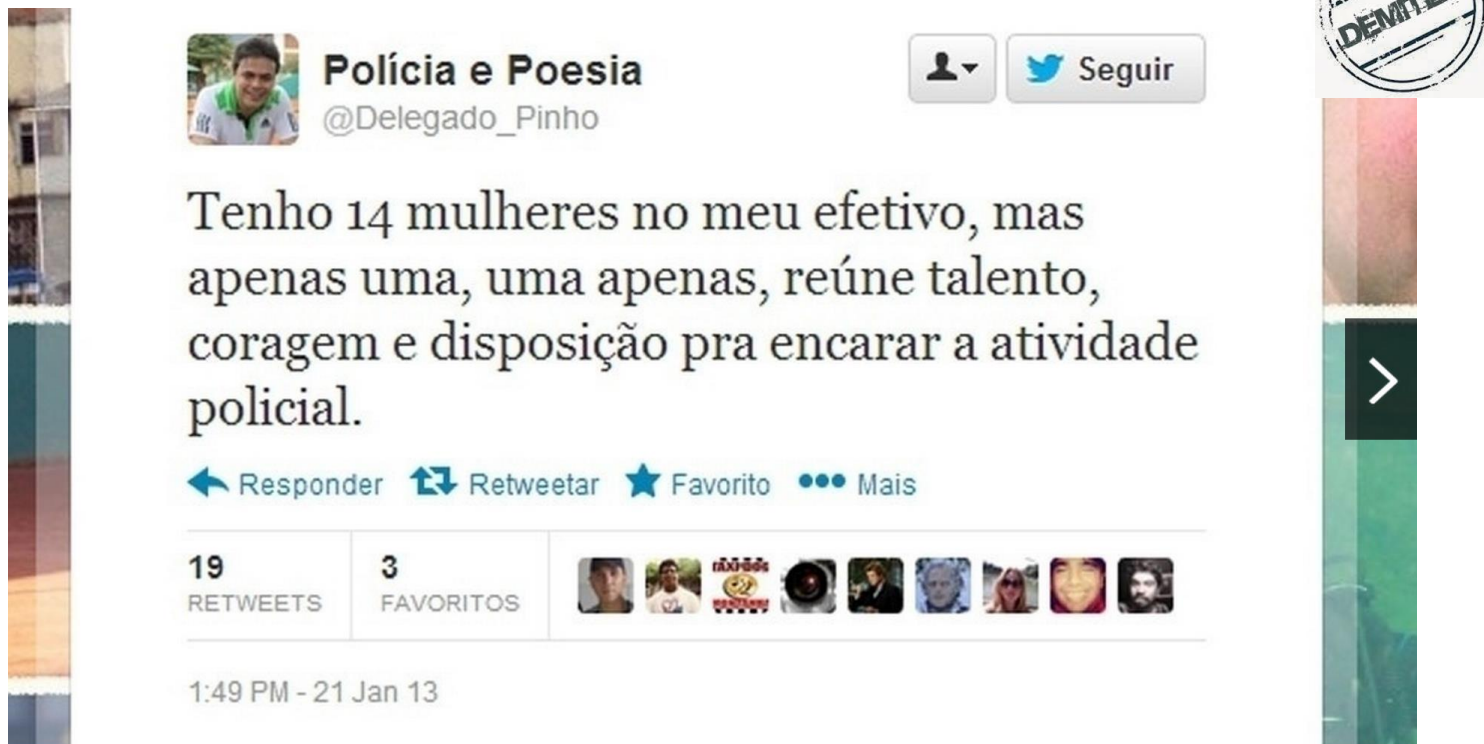 Polícia e Poesia
@Delegado_Pinho
Seguir
Tenho 14 mulheres no meu efetivo, mas
apenas uma, uma apenas, reúne talento,
coragem e disposição pra encarar a atividade
policial.
Responder Retweetar Favorito Mais
19 3
RETWEETS FAVORITOS
1:49 PM - 21 Jan 13